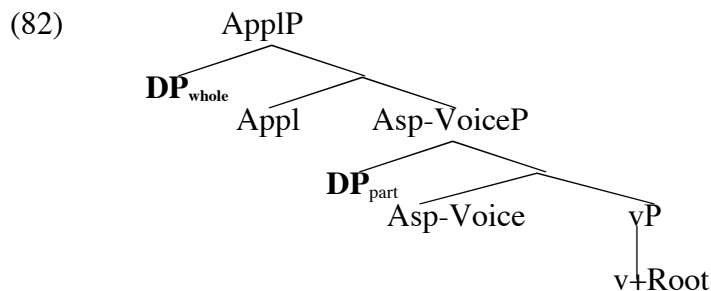 (82) ApplP
DPwhole
Appl Asp-VoiceP
DPpart
Asp-Voice vP
v+Root